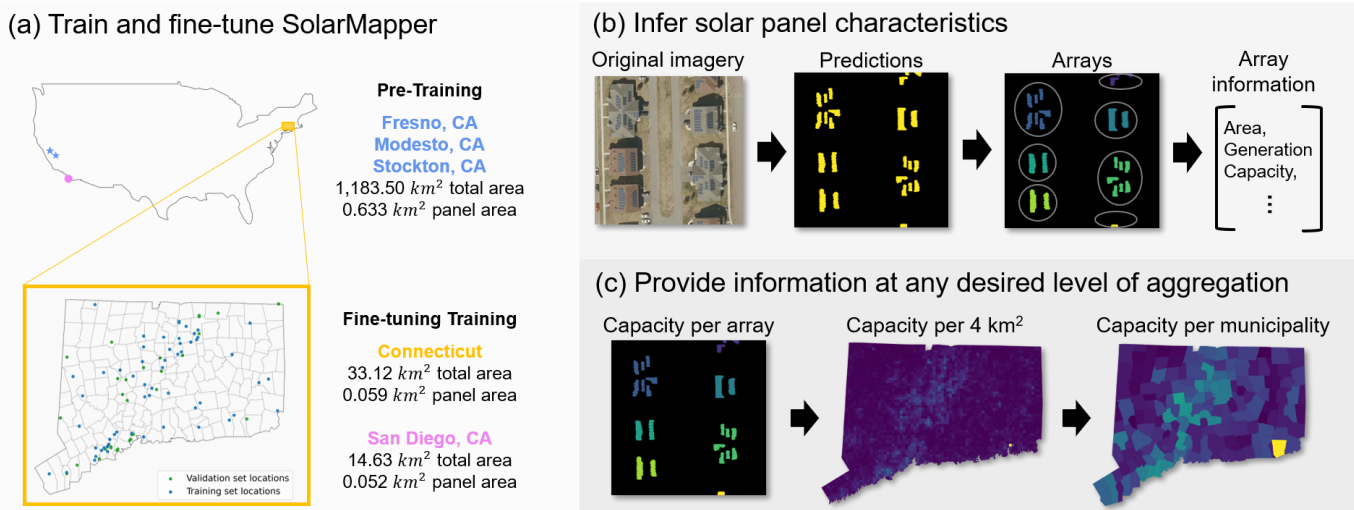 (a) Train and fine-tune SolarMapper
Pre-Training
Fresno, CA
Modesto, CA
Stockton, CA
1,183.50 km² total area
0.633 km² panel area
Fine-tuning Training
Connecticut
33.12 km² total area
0.059 km² panel area
San Diego, CA
14.63 km² total area
0.052 km² panel area
Validation set locations
Training set locations
(b) Infer solar panel characteristics
Original imagery
Predictions
Arrays
Array
information
Area,
Generation
Capacity,
⋮
(c) Provide information at any desired level of aggregation
Capacity per array
Capacity per 4 km²
Capacity per municipality